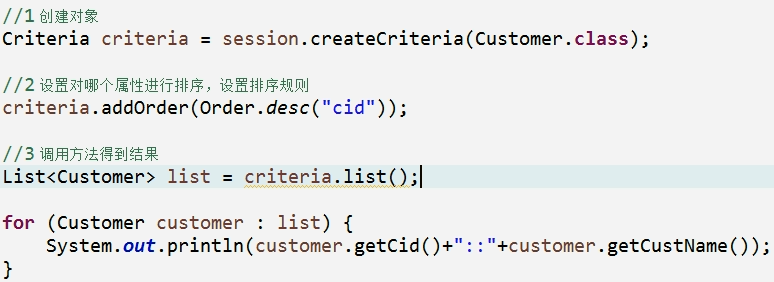 //1 创建对象
Criteria criteria = session.createCriteria(Customer.class);
//2 设置对哪个属性进行排序，设置排序规则
criteria.addOrder(Order.desc("cid"));
//3 调用方法得到结果
List<Customer> list = criteria.list();
for (Customer customer : list) {
    System.out.println(customer.getCid()+"::"+customer.getCustName());
}